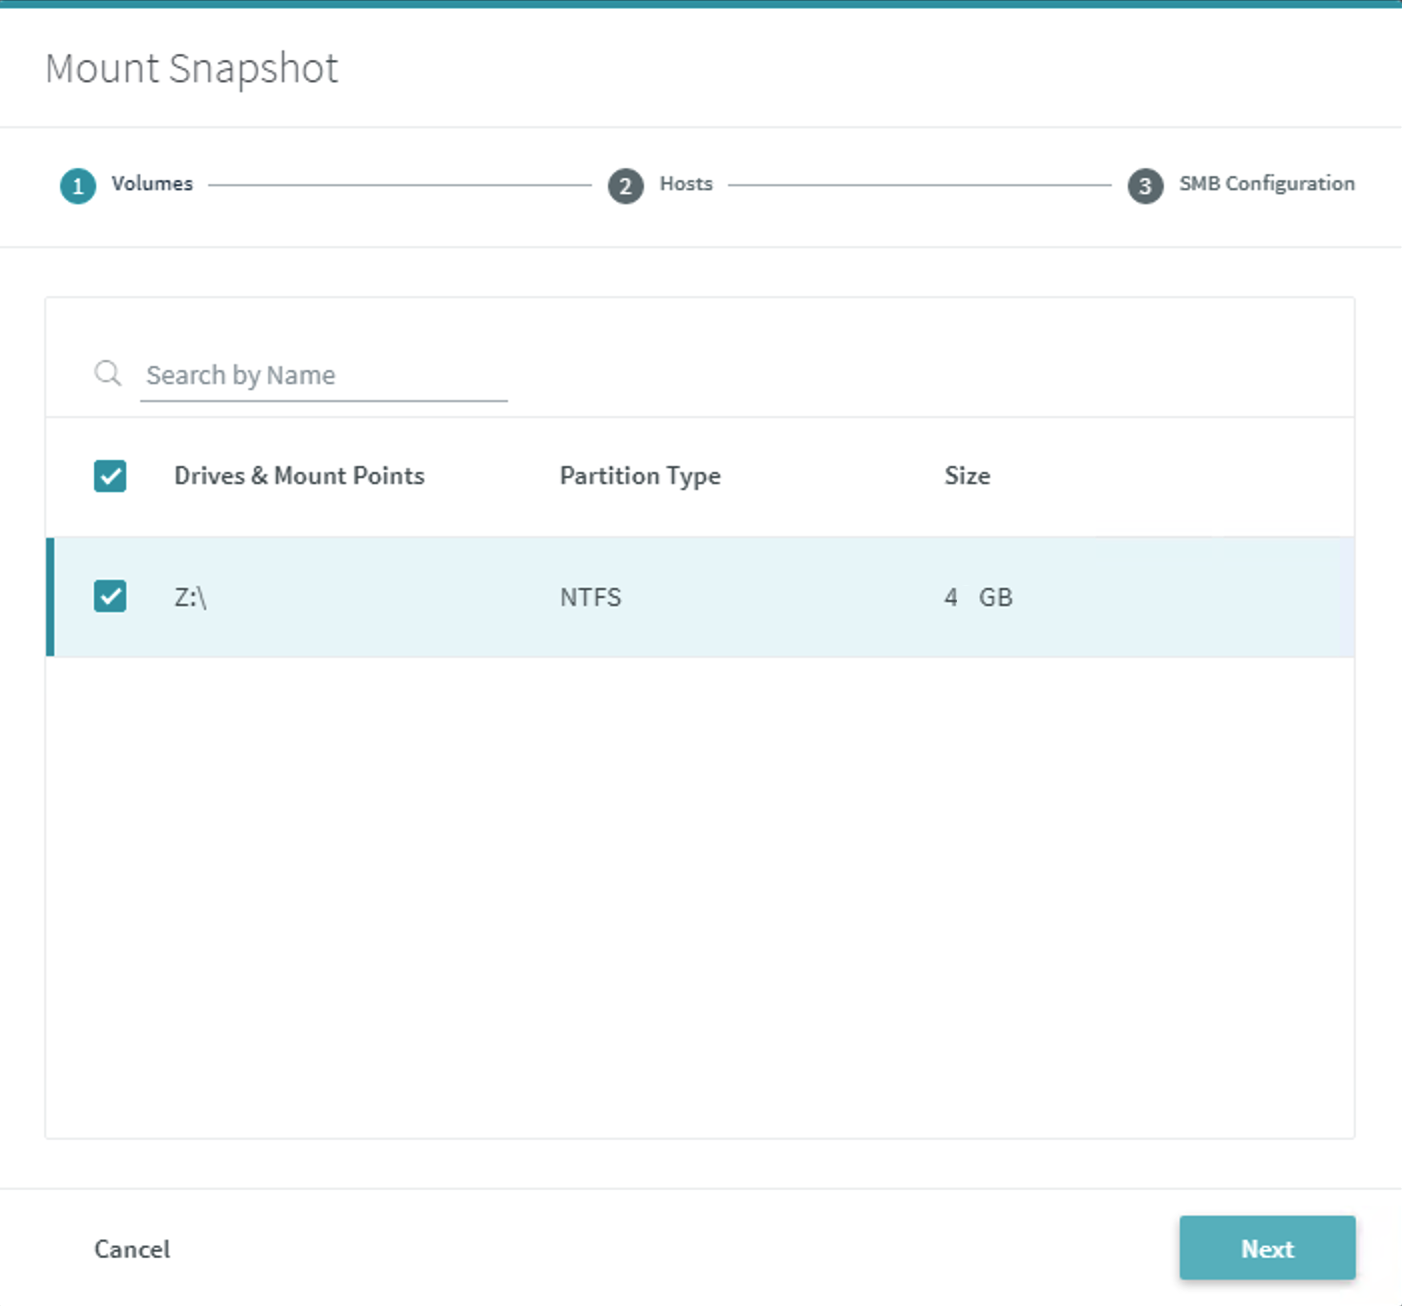 Mount Snapshot
1 Volumes 2 Hosts 3 SMB Configuration
Search by Name
Drives & Mount Points Partition Type Size
Z:\ NTFS 4 GB
Cancel Next